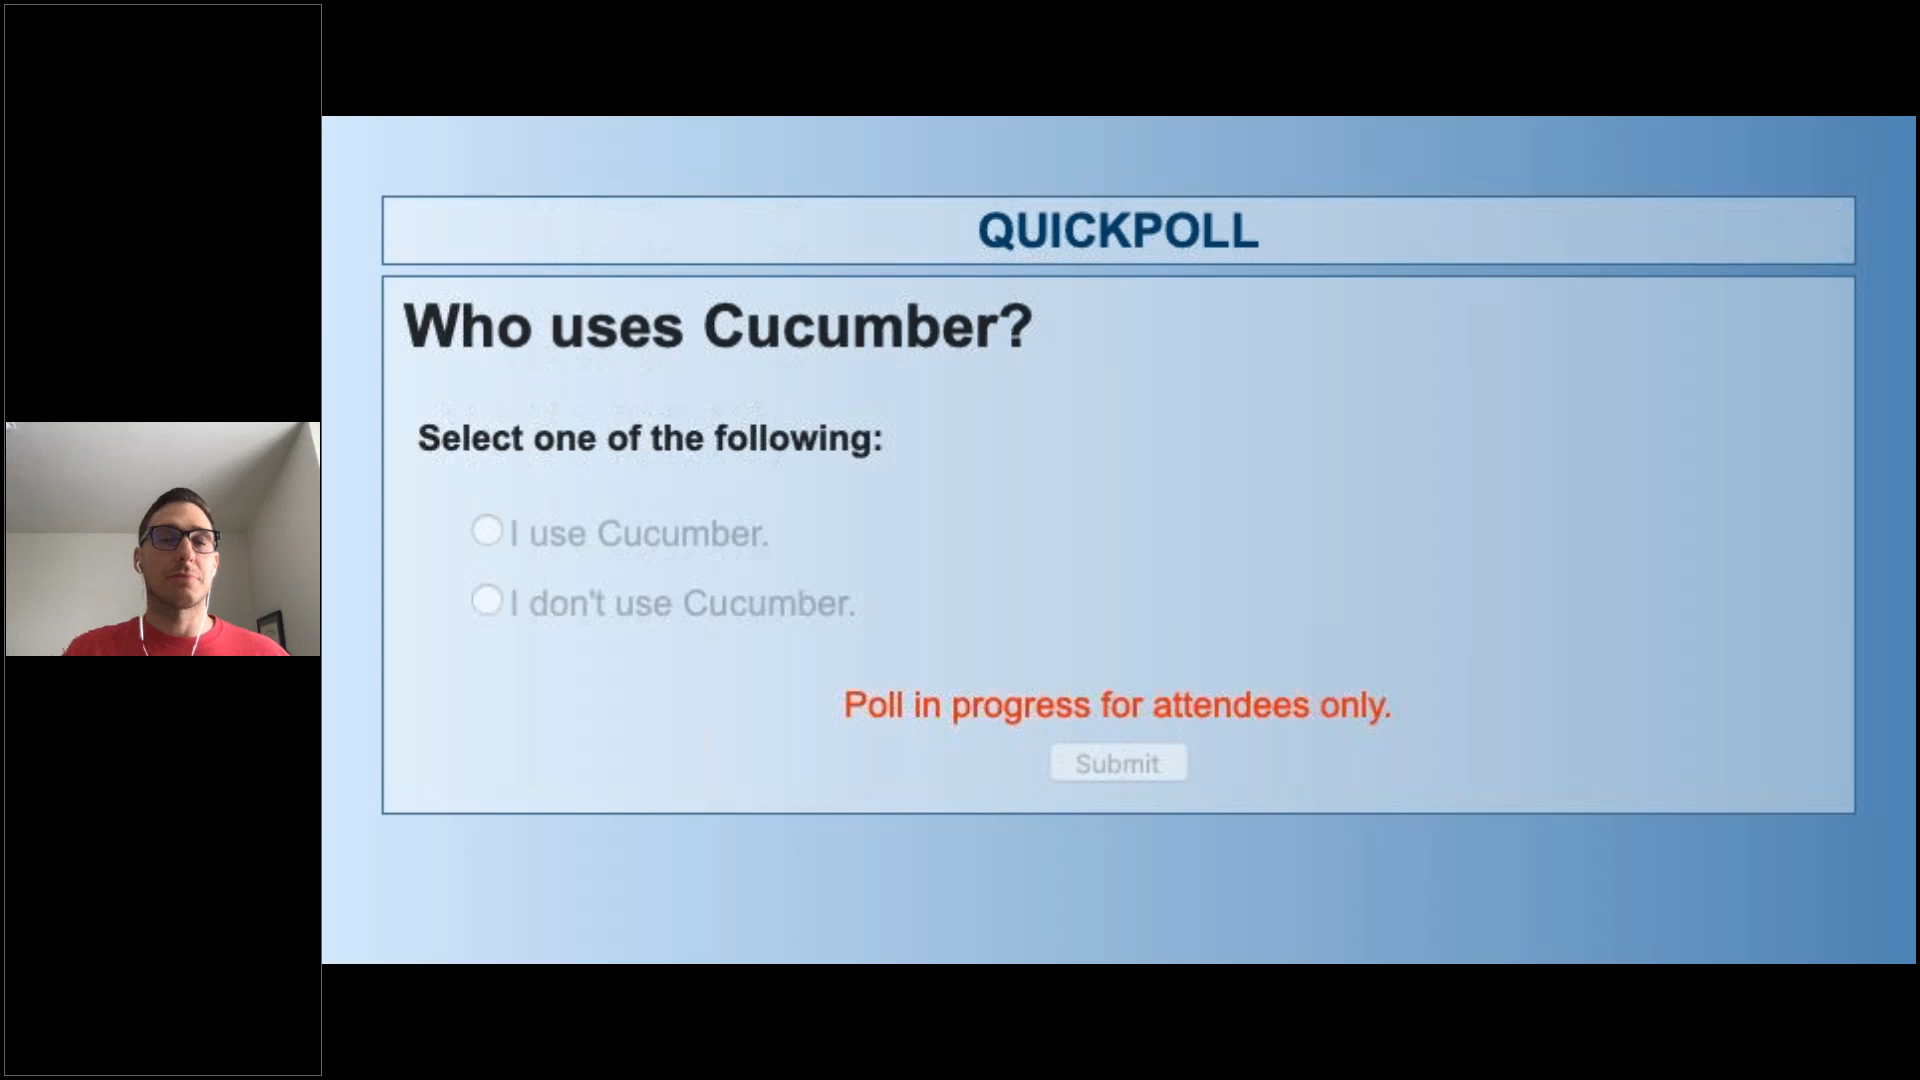 QUICKPOLL
Who uses Cucumber?
Select one of the following:
I use Cucumber.
I don't use Cucumber.
Poll in progress for attendees only.
Submit